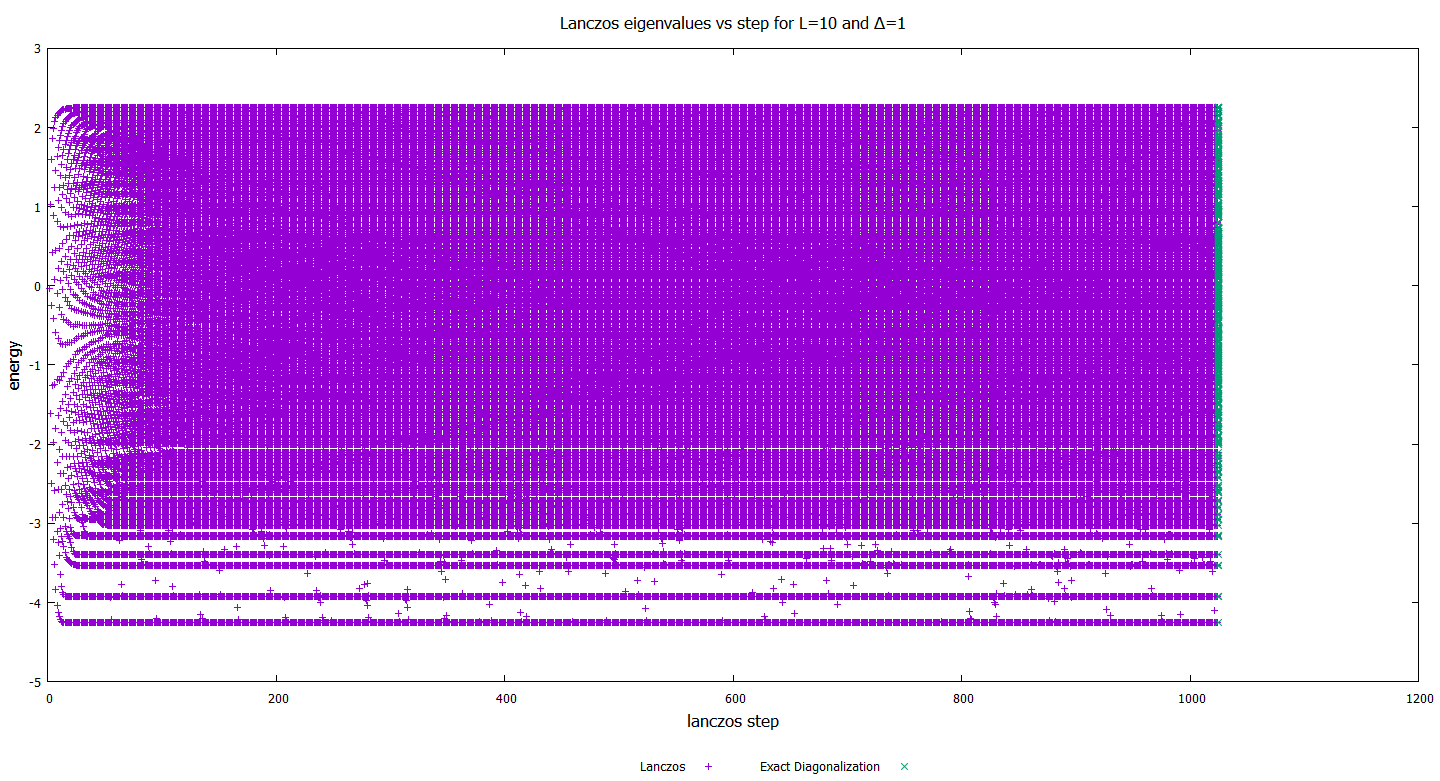 Lanczos eigenvalues vs step for L=10 and Δ=1
3
2
1
0
-1
-2
-3
-4
-5
energy
0 200 400 600 800 1000 1200
lanczos step
Lanczos Exact Diagonalization